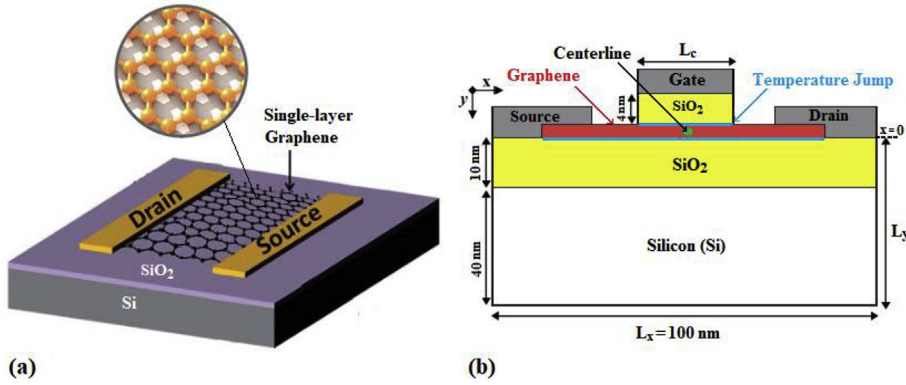 Single-layer
Graphene
Drain
Source
SiO2
Si
(a)
Centerline
Lc
Graphene
Gate
Temperature Jump
x
y
4 nm
SiO2
Source
Drain
x=0
10 nm
SiO2
40 nm
Silicon (Si)
Ly
Lx = 100 nm
(b)